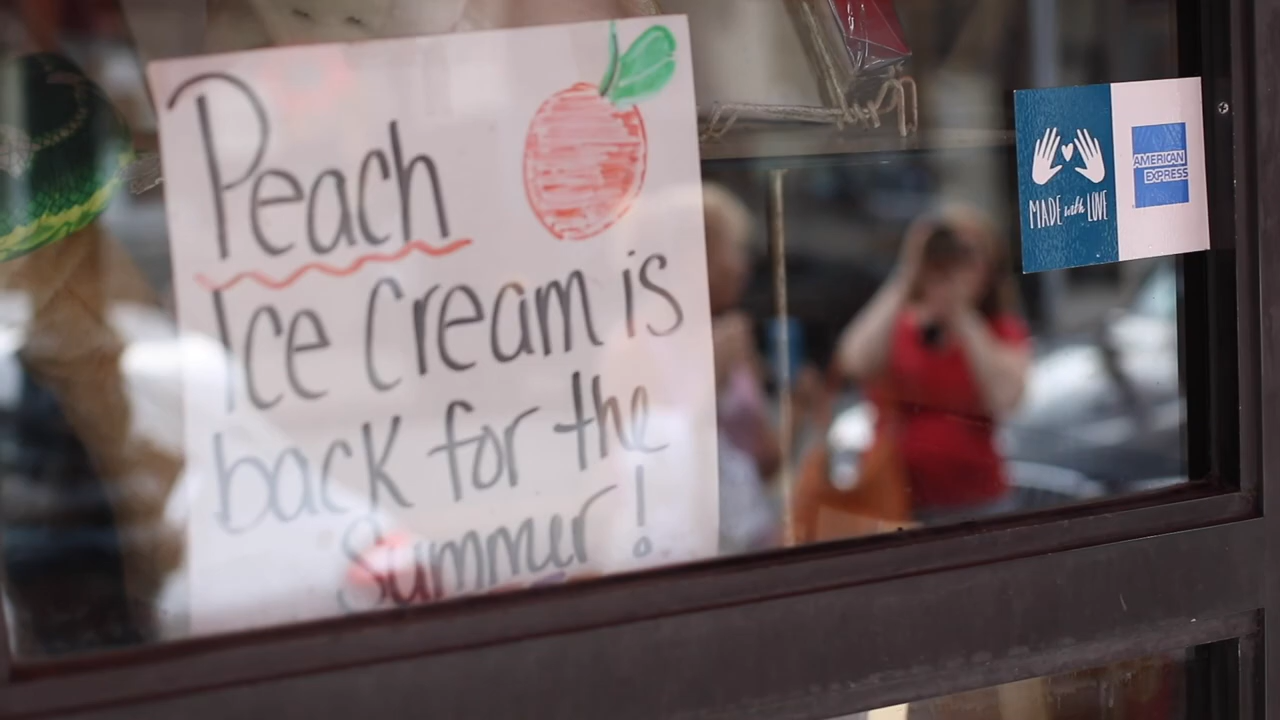 Peach
Ice Cream is
back for the
Summer!
MADE with LOVE
AMERICAN
EXPRESS